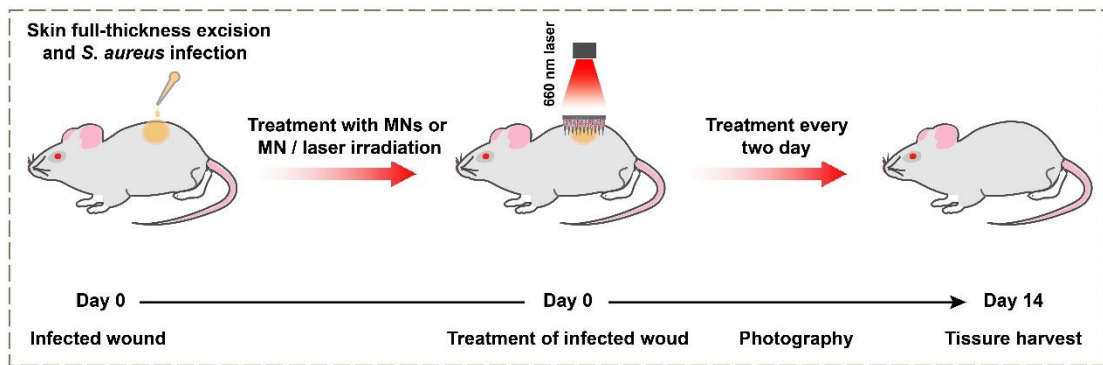 Skin full-thickness excision
and S. aureus infection
Treatment with MNs or
MN / laser irradiation
660 nm laser
Treatment every
two day
Day 0
Day 0
Day 14
Infected wound
Treatment of infected woud
Photography
Tissure harvest